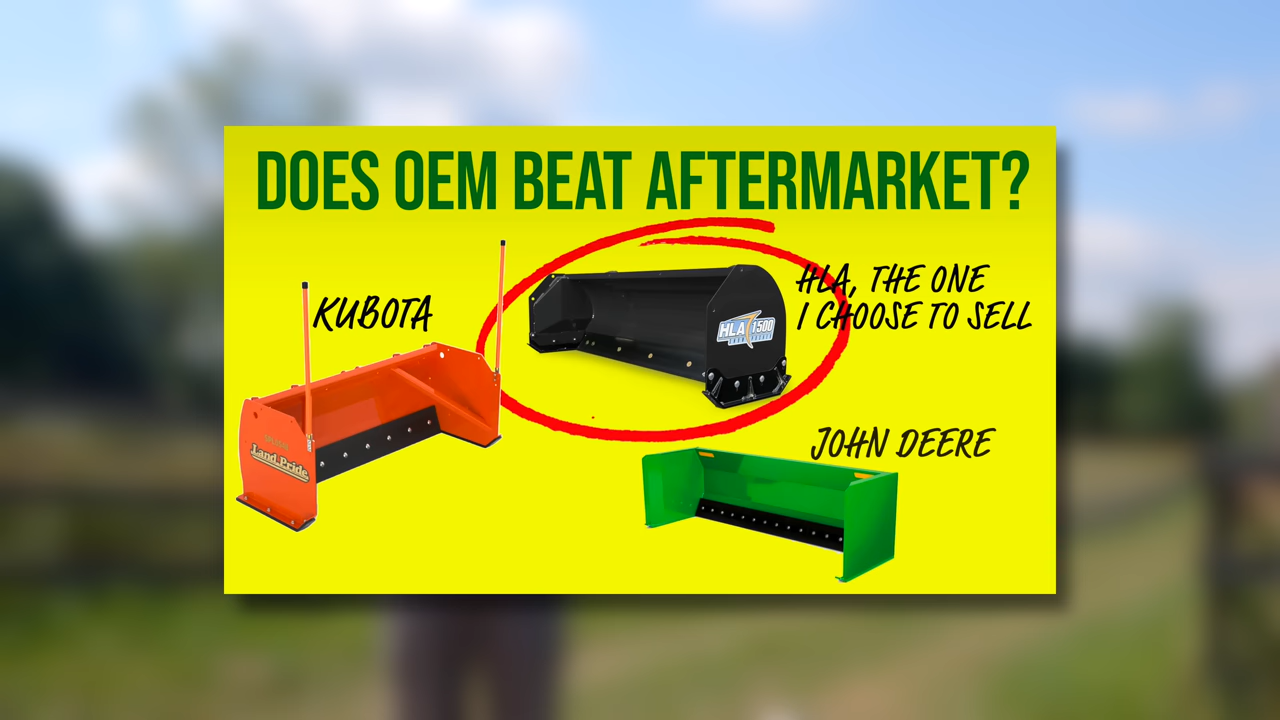 DOES OEM BEAT AFTERMARKET?
KUBOTA
HLA, THE ONE
I CHOOSE TO SELL
HLA 1500
Land Pride
JOHN DEERE